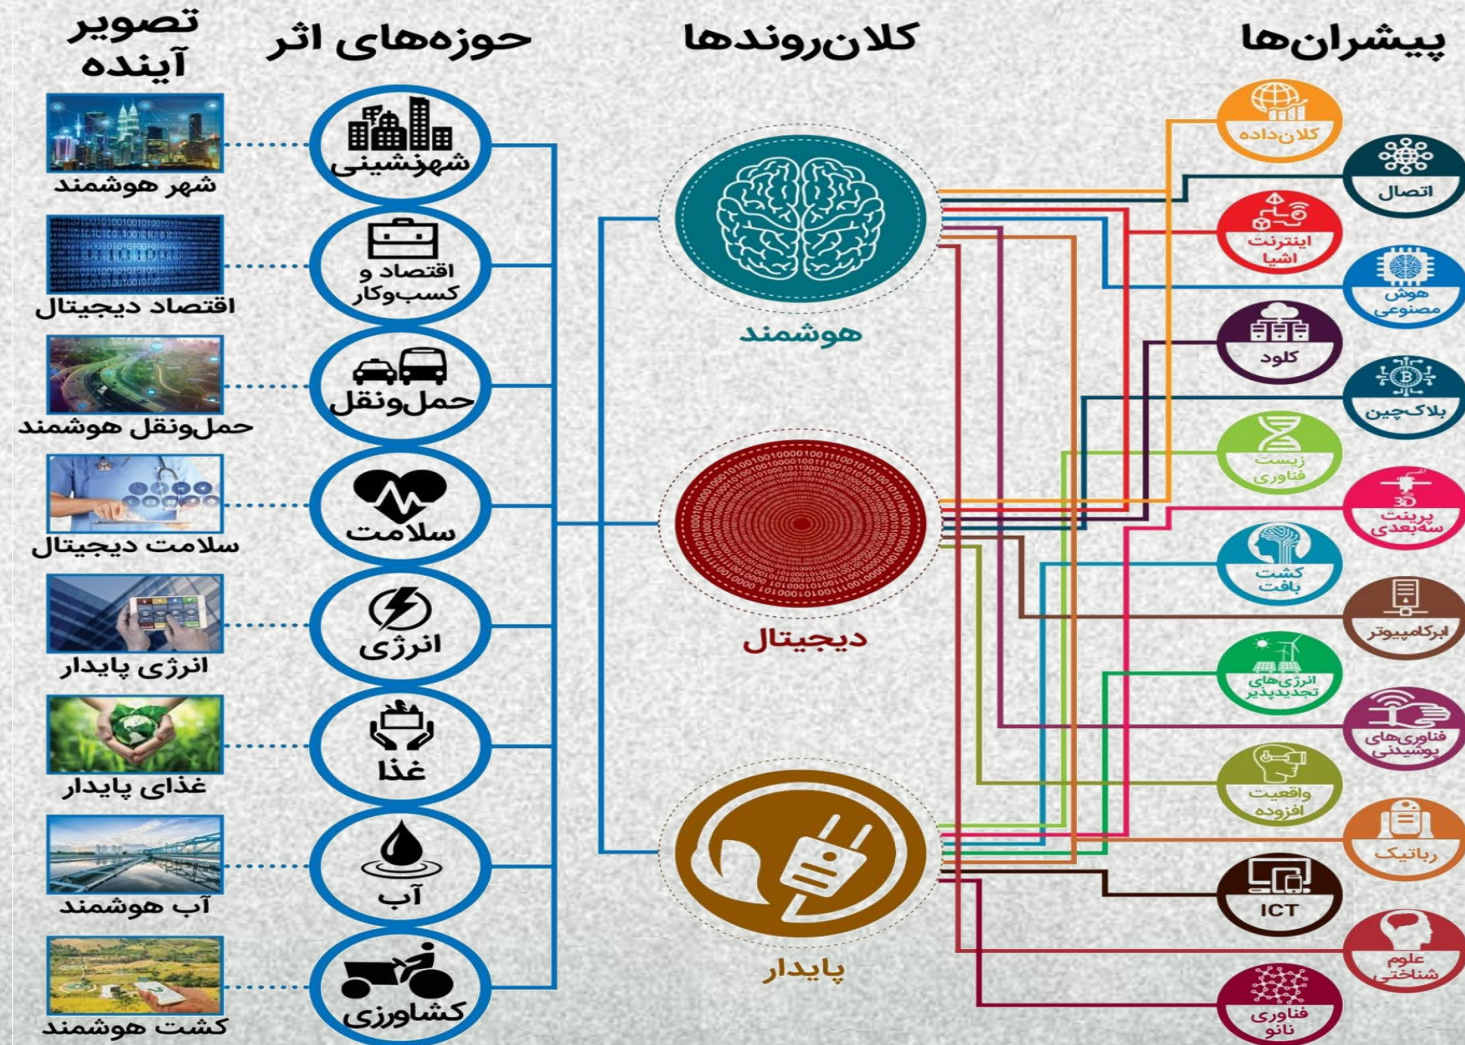 پیشران‌ها
کلان‌روندها
حوزه‌های اثر
تصویر
آینده
کلان‌داده
اتصال
اینترنت
اشیا
هوش
مصنوعی
کلود
بلاک‌چین
زیست
فناوری
3D
پرینت
سه‌بعدی
کشت
بافت
ابرکامپیوتر
انرژی‌های
تجدیدپذیر
فناوری‌های
پوشیدنی
واقعیت
افزوده
رباتیک
ICT
علوم
شناختی
فناوری
نانو
هوشمند
دیجیتال
پایدار
شهرنشینی
اقتصاد و
کسب‌وکار
حمل‌ونقل
سلامت
انرژی
غذا
آب
کشاورزی
شهر هوشمند
اقتصاد دیجیتال
حمل‌ونقل هوشمند
سلامت دیجیتال
انرژی پایدار
غذای پایدار
آب هوشمند
کشت هوشمند